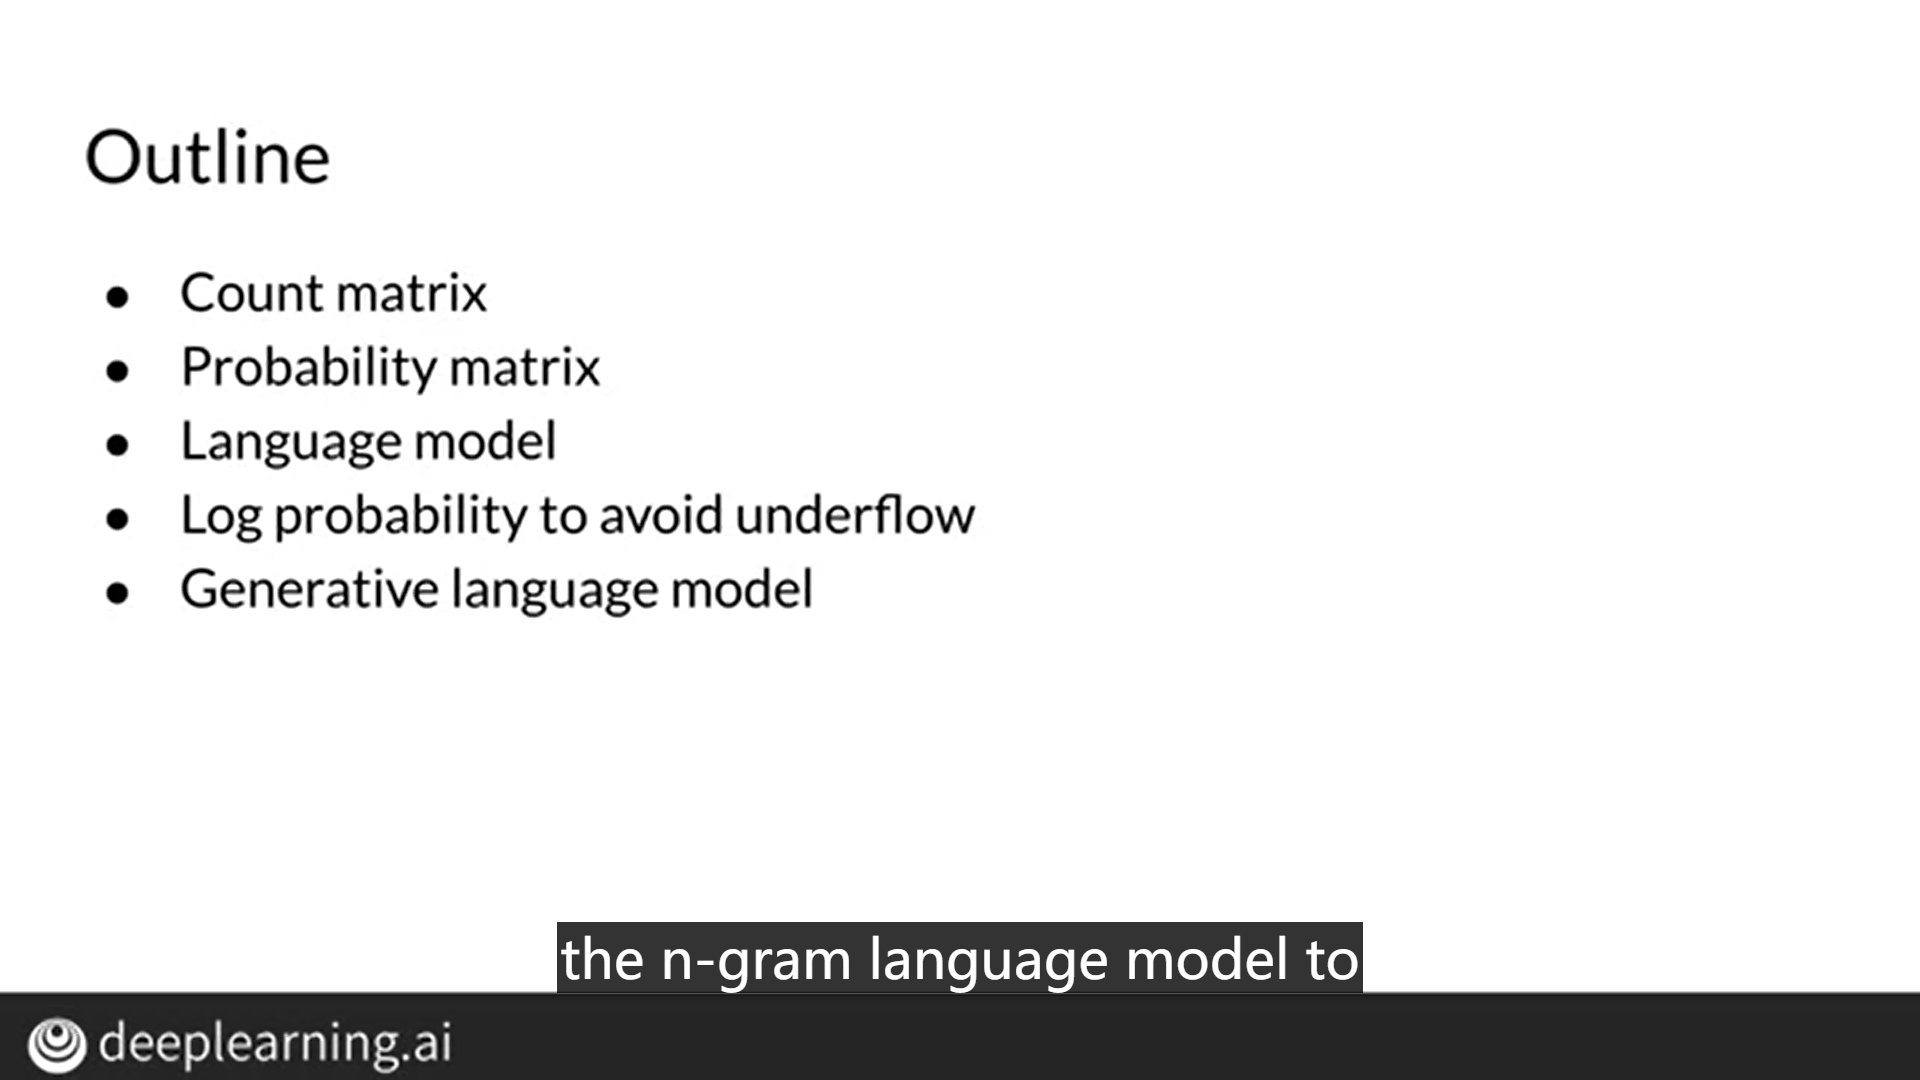 Outline
● Count matrix
● Probability matrix
● Language model
● Log probability to avoid underflow
● Generative language model
the n-gram language model to
deeplearning.ai